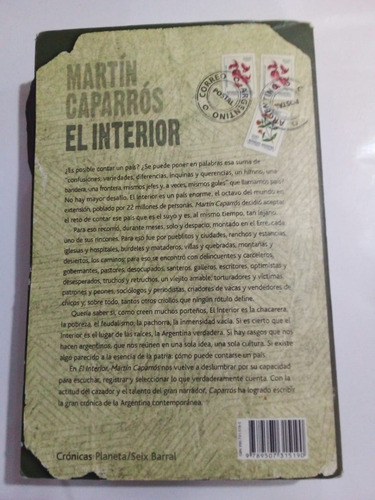 MARTÍN
CAPARRÓS
EL INTERIOR
CORREO ARGENTINO
POSTAL
¿Es posible contar un país? ¿Se puede poner en palabras esa suma de
"confusiones, variedades, diferencias, inquinas y querencias, un himno, una
bandera, una frontera, mismos jefes y, a veces, mismos goles" que llamamos país?
No hay mayor desafío. El interior es un país enorme, el octavo del mundo en
extensión, poblado por 22 millones de personas. Martín Caparrós decidió aceptar
el reto de contar ese país que es el suyo y es, al mismo tiempo, tan lejano.
Para eso recorrió, durante meses, solo y despacio, montado en el Erre, cada
uno de sus rincones. Para eso fue por pueblitos y ciudades, ranchos y estancias,
iglesias y hospitales, burdeles y mataderos, villas y quebradas, montañas y
desiertos, los caminos; para eso se encontró con delincuentes y
gobernantes, pastores, desocupados, santeros, gaiteros, escritores, optimistas y
desesperados, truchos y retruchos, un viejito amable, torturadores y víctimas,
patrones y peones, sociólogos y periodistas, criadores de vacas y vendedores de
chicos y, sobre todo, tantos otros criollos que ningún rótulo define.
Quería saber si, como creen muchos porteños, El Interior es la chacarera,
la pobreza, el feudalismo, la pachorra, la inmensidad vacía. Si es cierto que el
Interior es el lugar de las raíces, la Argentina verdadera. Si hay rasgos que nos
hacen argentinos, que nos reúnen en una sola idea, una sola cultura. Si existe
algo parecido a la esencia de la patria: cómo puede contarse un país.
En El Interior, Martín Caparrós nos vuelve a deslumbrar por su capacidad
para escuchar, registrar y seleccionar lo que verdaderamente cuenta. Con la
actitud del cazador y el talento del gran narrador, Caparrós ha logrado escribir
la gran crónica de la Argentina contemporánea.
9789507315190
Crónicas Planeta/Seix Barral